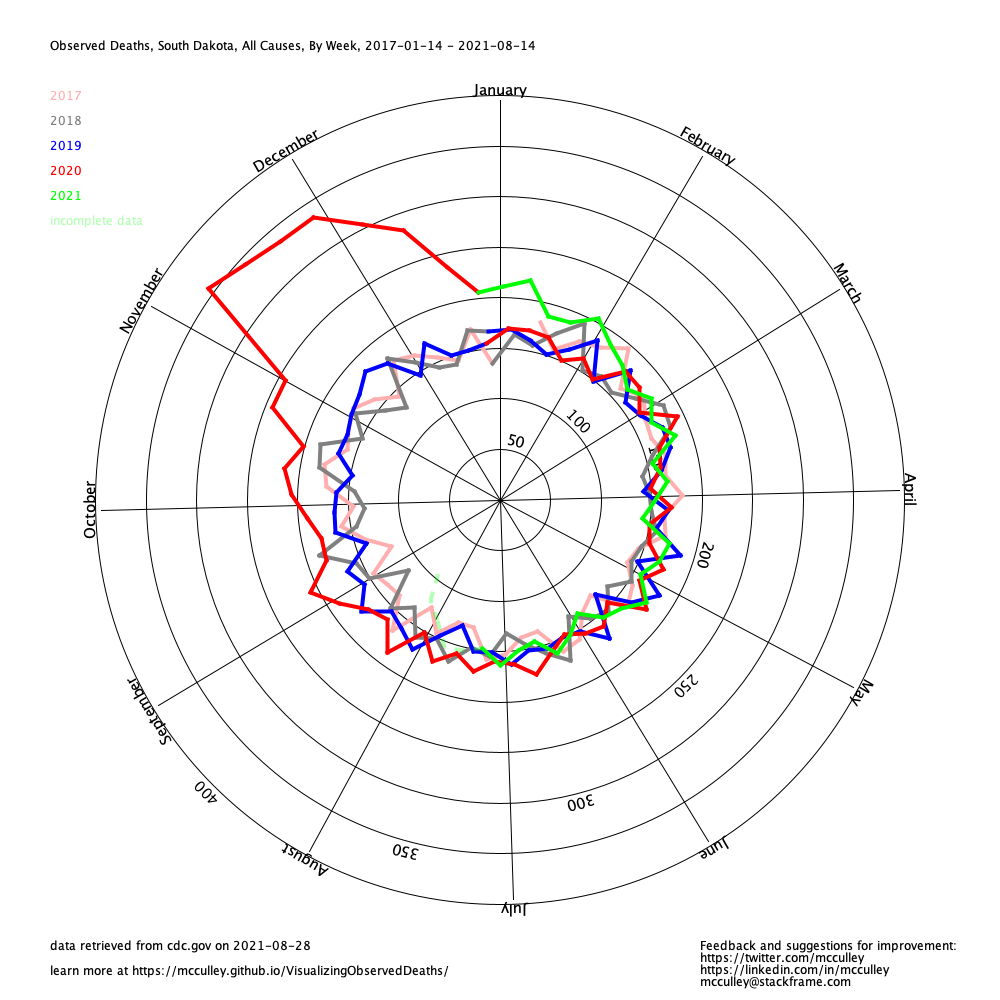 Observed Deaths, South Dakota, All Causes, By Week, 2017-01-14 - 2021-08-14
January
2017
2018
2019
2020
2021
incomplete data
December
February
November
March
October
April
September
May
August
June
July
50
100
200
250
300
350
400
data retrieved from cdc.gov on 2021-08-28
learn more at https://mcculley.github.io/VisualizingObservedDeaths/
Feedback and suggestions for improvement:
https://twitter.com/mcculley
https://linkedin.com/in/mcculley
mcculley@stackframe.com